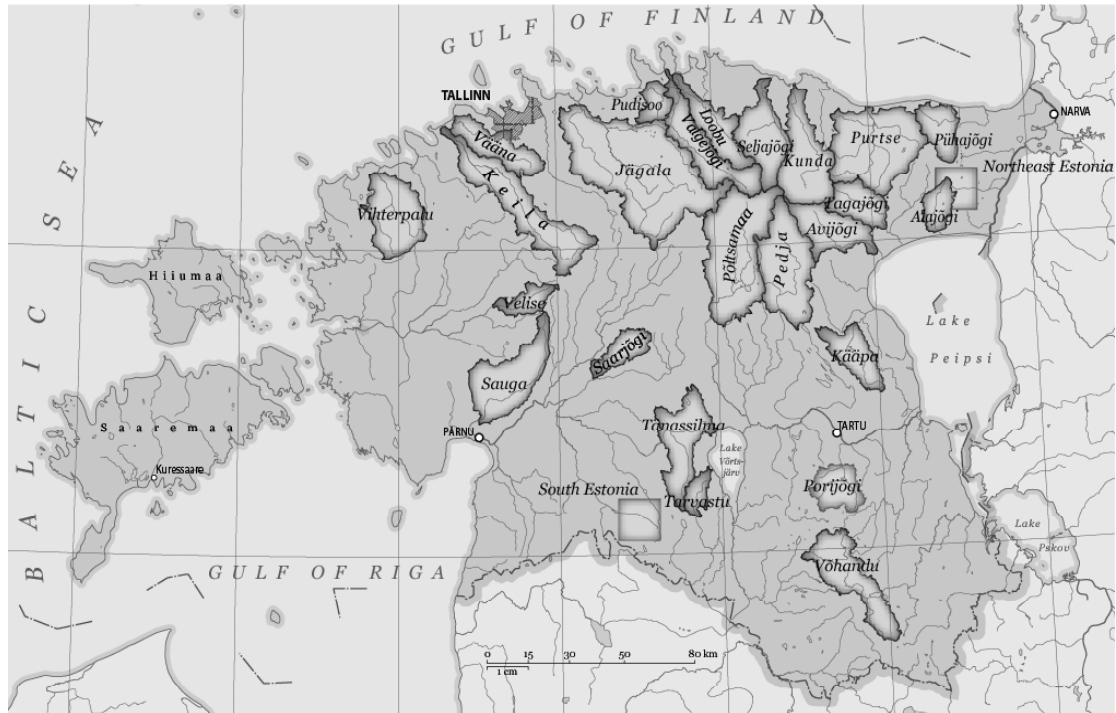 GULF OF FINLAND
BALTIC SEA
TALLINN
Pudisoo
Loobu
Valgejõgi
Seljajõgi
Kunda
Purtse
Pühajõgi
NARVA
Northeast Estonia
Vääna
Keila
Jägala
Vihterpalu
Tagajõgi
Alajõgi
Avijõgi
Põltsamaa
Pedja
Hiiumaa
Velise
Saarjõgi
Kääpa
Lake
Peipsi
Sauga
Saaremaa
PÄRNU
Tänassilma
TARTU
Lake
Võrts-
järv
Kuressaare
South Estonia
Tarvastu
Porijõgi
Lake
Pskov
Võhandu
GULF OF RIGA
0 15 30 50 80 km
1 cm